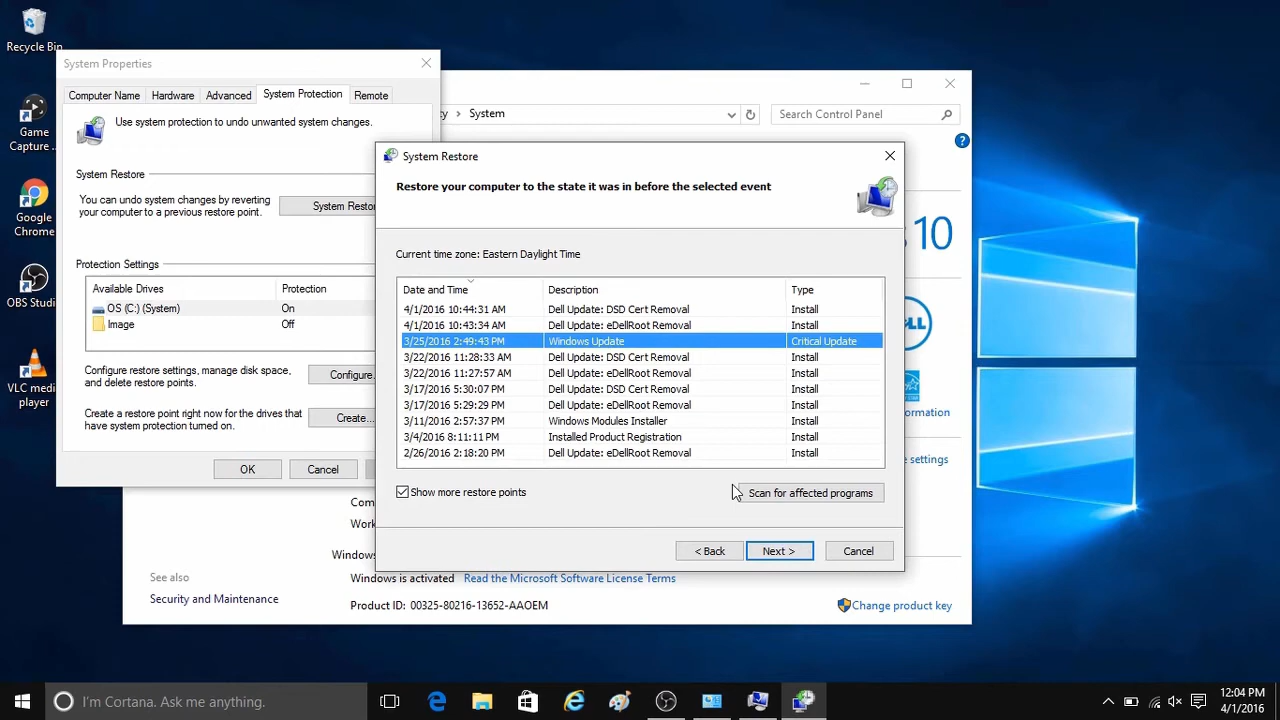 Recycle Bin
Game
Capture ...
Google
Chrome
OBS Studio
VLC media
player
System Properties
Computer Name
Hardware
Advanced
System Protection
Remote
Use system protection to undo unwanted system changes.
System Restore
You can undo system changes by reverting
your computer to a previous restore point.
System Restor
Protection Settings
Available Drives
Protection
OS (C:) (System)
On
Image
Off
Configure restore settings, manage disk space,
and delete restore points.
Configure.
Create a restore point right now for the drives that
have system protection turned on.
Create...
OK
Cancel
System
Search Control Panel
10
formation
e settings
Com
Work
Windows
Windows is activated
Read the Microsoft Software License Terms
Product ID: 00325-80216-13652-AAOEM
Change product key
See also
Security and Maintenance
System Restore
Restore your computer to the state it was in before the selected event
Current time zone: Eastern Daylight Time
Date and Time Description Type
4/1/2016 10:44:31 AM Dell Update: DSD Cert Removal Install
4/1/2016 10:43:34 AM Dell Update: eDellRoot Removal Install
3/25/2016 2:49:43 PM Windows Update Critical Update
3/22/2016 11:28:33 AM Dell Update: DSD Cert Removal Install
3/22/2016 11:27:57 AM Dell Update: eDellRoot Removal Install
3/17/2016 5:30:07 PM Dell Update: DSD Cert Removal Install
3/17/2016 5:29:29 PM Dell Update: eDellRoot Removal Install
3/11/2016 2:57:37 PM Windows Modules Installer Install
3/4/2016 8:11:11 PM Installed Product Registration Install
2/26/2016 2:18:20 PM Dell Update: eDellRoot Removal Install
Show more restore points
Scan for affected programs
< Back
Next >
Cancel
I'm Cortana. Ask me anything.
12:04 PM
4/1/2016